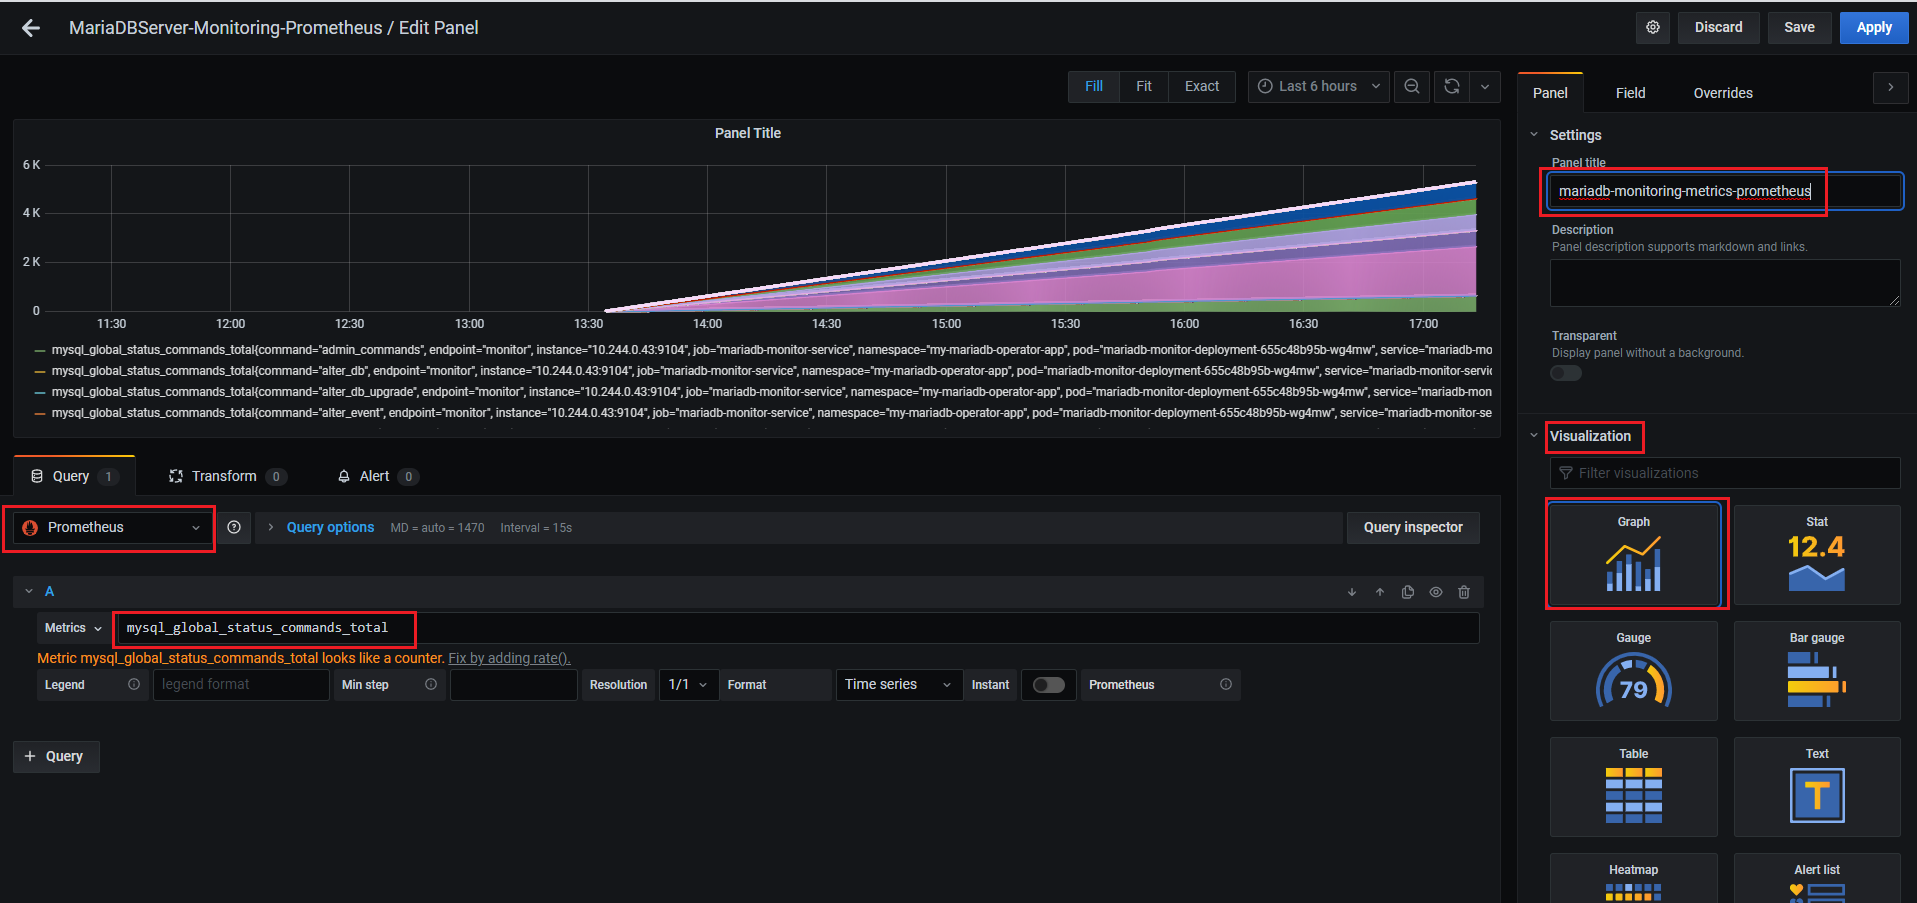 MariaDBServer-Monitoring-Prometheus / Edit Panel
Discard
Save
Apply
Fill
Fit
Exact
Last 6 hours
Panel Title
6 K
4 K
2 K
0
11:30
12:00
12:30
13:00
13:30
14:00
14:30
15:00
15:30
16:00
16:30
17:00
mysql_global_status_commands_total{command="admin_commands", endpoint="monitor", instance="10.244.0.43:9104", job="mariadb-monitor-service", namespace="my-mariadb-operator-app", pod="mariadb-monitor-deployment-655c48b95b-wg4mw", service="mariadb-mo
mysql_global_status_commands_total{command="alter_db", endpoint="monitor", instance="10.244.0.43:9104", job="mariadb-monitor-service", namespace="my-mariadb-operator-app", pod="mariadb-monitor-deployment-655c48b95b-wg4mw", service="mariadb-monitor-servic
mysql_global_status_commands_total{command="alter_db_upgrade", endpoint="monitor", instance="10.244.0.43:9104", job="mariadb-monitor-service", namespace="my-mariadb-operator-app", pod="mariadb-monitor-deployment-655c48b95b-wg4mw", service="mariadb-mon
mysql_global_status_commands_total{command="alter_event", endpoint="monitor", instance="10.244.0.43:9104", job="mariadb-monitor-service", namespace="my-mariadb-operator-app", pod="mariadb-monitor-deployment-655c48b95b-wg4mw", service="mariadb-monitor-se
Query 1
Transform 0
Alert 0
Prometheus
Query options
MD = auto = 1470
Interval = 15s
Query inspector
A
Metrics
mysql_global_status_commands_total
Metric mysql_global_status_commands_total looks like a counter. Fix by adding rate().
Legend
legend format
Min step
Resolution
1/1
Format
Time series
Instant
Prometheus
+ Query
Panel
Field
Overrides
Settings
Panel title
mariadb-monitoring-metrics-prometheus
Description
Panel description supports markdown and links.
Transparent
Display panel without a background.
Visualization
Filter visualizations
Graph
Stat
12.4
Gauge
79
Bar gauge
Table
Text
T
Heatmap
Alert list